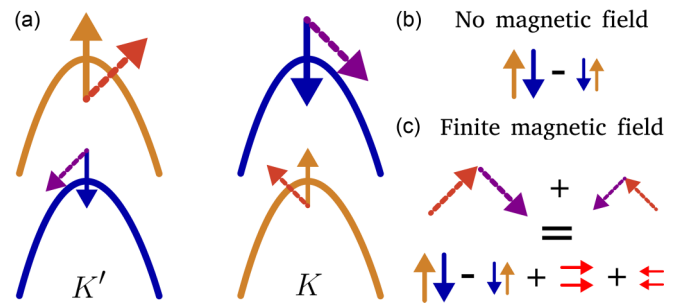 (a)
K′
K
(b) No magnetic field
-
(c) Finite magnetic field
+
=
- + +